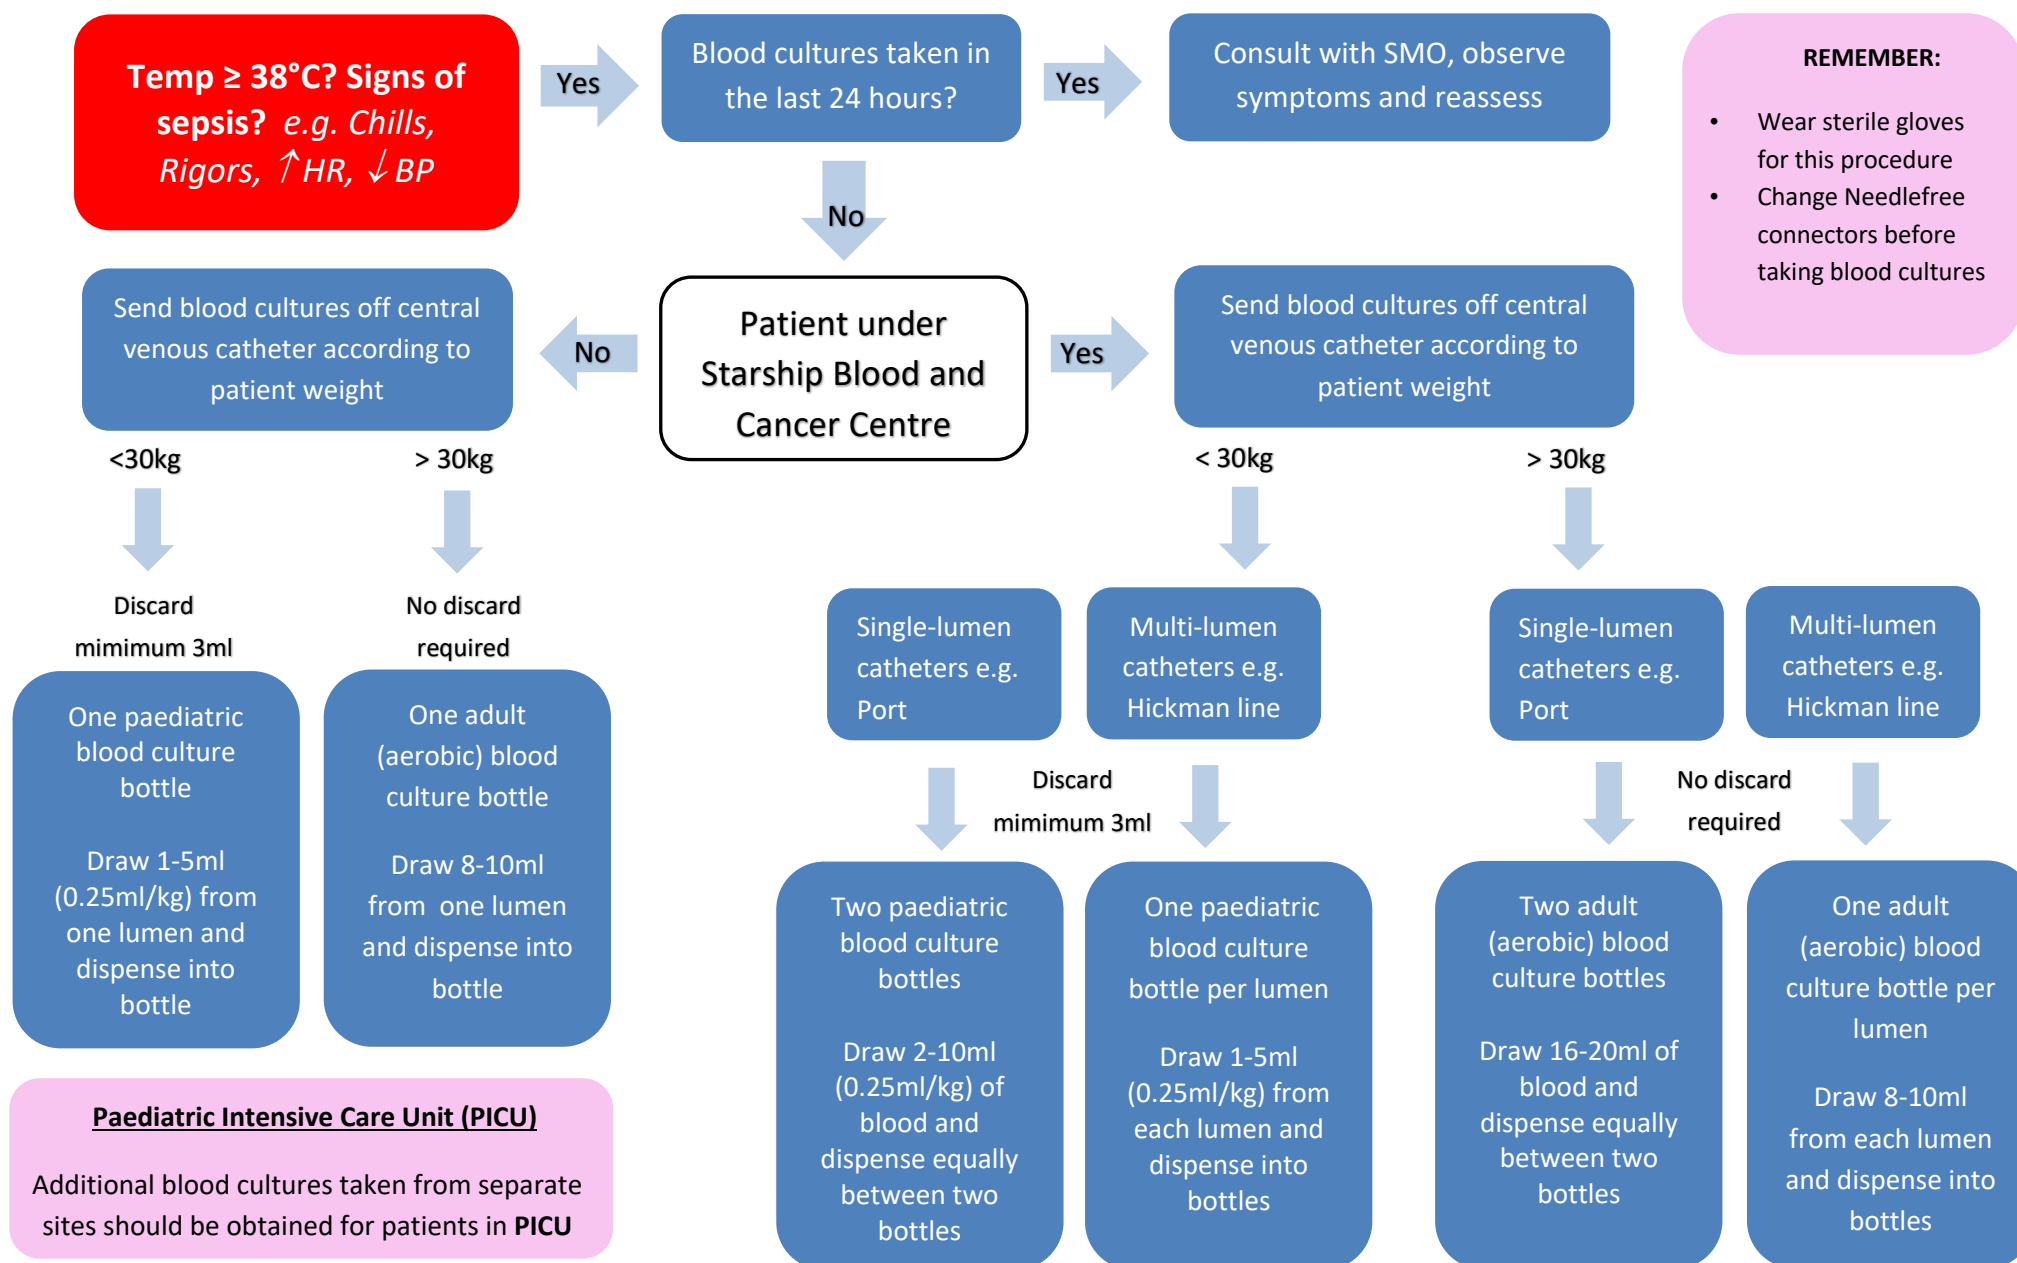 Temp ≥ 38°C? Signs of
sepsis? e.g. Chills,
Rigors, ↑HR, ↓BP
Yes
Blood cultures taken in
the last 24 hours?
Yes
Consult with SMO, observe
symptoms and reassess
REMEMBER:
• Wear sterile gloves
for this procedure
• Change Needlefree
connectors before
taking blood cultures
No
Send blood cultures off central
venous catheter according to
patient weight
No
Patient under
Starship Blood and
Cancer Centre
Yes
Send blood cultures off central
venous catheter according to
patient weight
<30kg
> 30kg
< 30kg
> 30kg
Discard
mimimum 3ml
No discard
required
Single-lumen
catheters e.g.
Port
Multi-lumen
catheters e.g.
Hickman line
Single-lumen
catheters e.g.
Port
Multi-lumen
catheters e.g.
Hickman line
One paediatric
blood culture
bottle
Draw 1-5ml
(0.25ml/kg) from
one lumen and
dispense into
bottle
One adult
(aerobic) blood
culture bottle
Draw 8-10ml
from one lumen
and dispense into
bottle
Discard
mimimum 3ml
No discard
required
Two paediatric
blood culture
bottles
Draw 2-10ml
(0.25ml/kg) of
blood and
dispense equally
between two
bottles
One paediatric
blood culture
bottle per lumen
Draw 1-5ml
(0.25ml/kg) from
each lumen and
dispense into
bottles
Two adult
(aerobic) blood
culture bottles
Draw 16-20ml of
blood and
dispense equally
between two
bottles
One adult
(aerobic) blood
culture bottle per
lumen
Draw 8-10ml
from each lumen
and dispense into
bottles
Paediatric Intensive Care Unit (PICU)
Additional blood cultures taken from separate
sites should be obtained for patients in PICU